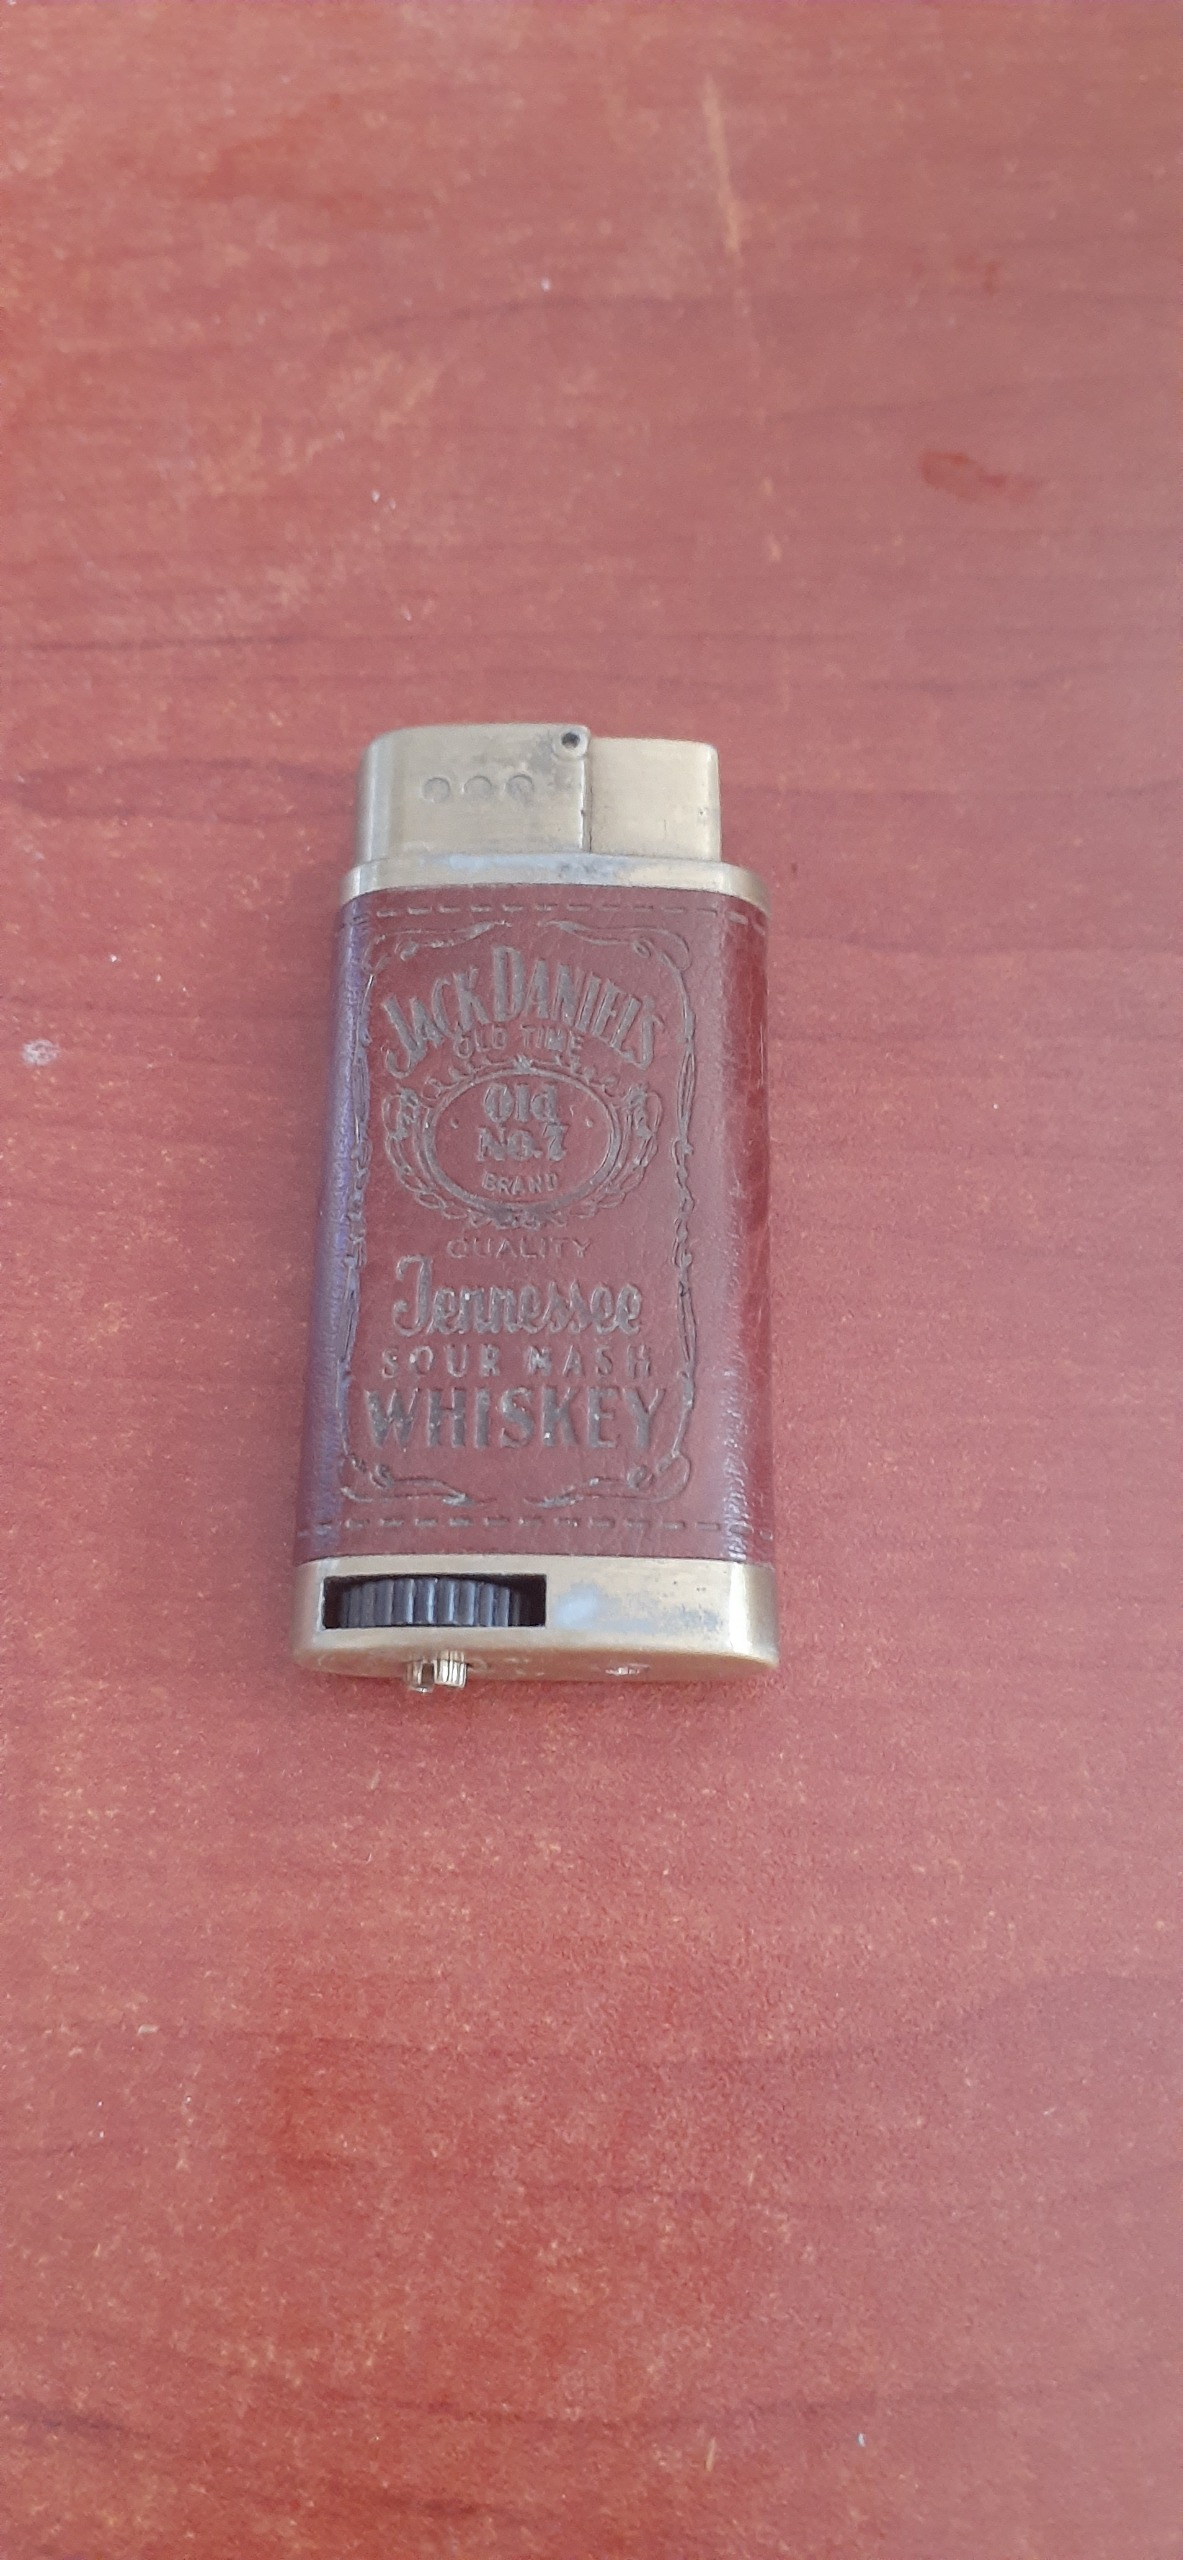 JACK DANIEL'S
OLD TIME
Old
No.7
BRAND
QUALITY
Tennessee
SOUR MASH
WHISKEY